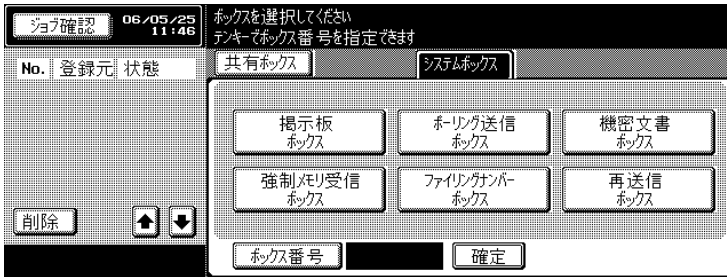 ジョブ確認
06/05/25
11:46
No. 登録元 状態
削除
ボックスを選択してください
テンキーでボックス番号を指定できます
共有ボックス
システムボックス
掲示板
ボックス
ポーリング送信
ボックス
機密文書
ボックス
強制メモリ受信
ボックス
ファイリングナンバー
ボックス
再送信
ボックス
ボックス番号
確定